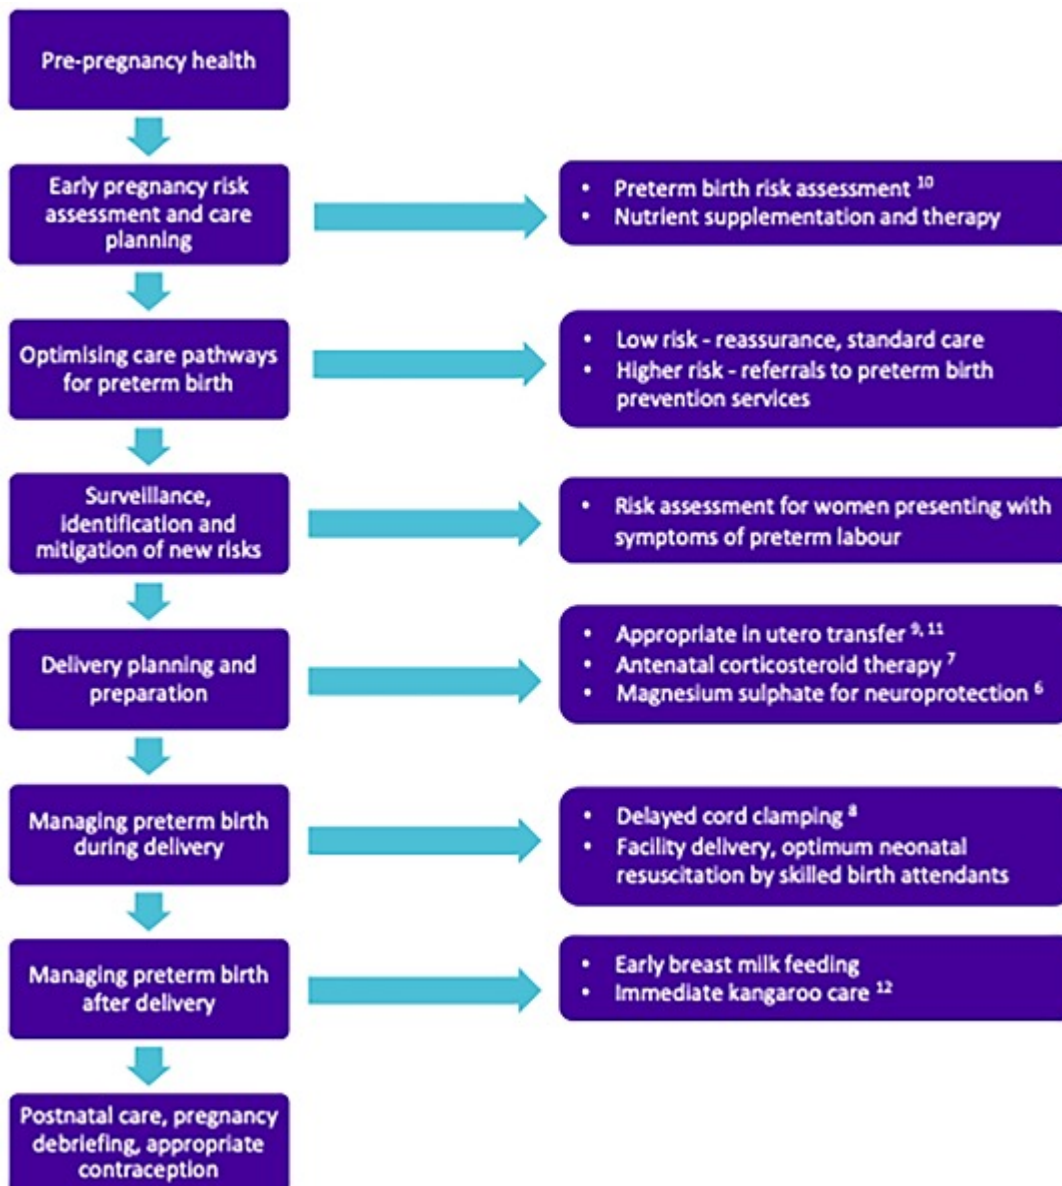 Pre-pregnancy health
Early pregnancy risk
assessment and care
planning
• Preterm birth risk assessment 10
• Nutrient supplementation and therapy
Optimising care pathways
for preterm birth
• Low risk - reassurance, standard care
• Higher risk - referrals to preterm birth
prevention services
Surveillance,
identification and
mitigation of new risks
• Risk assessment for women presenting with
symptoms of preterm labour
Delivery planning and
preparation
• Appropriate in utero transfer 9, 11
• Antenatal corticosteroid therapy 7
• Magnesium sulphate for neuroprotection 6
Managing preterm birth
during delivery
• Delayed cord clamping 8
• Facility delivery, optimum neonatal
resuscitation by skilled birth attendants
Managing preterm birth
after delivery
• Early breast milk feeding
• Immediate kangaroo care 12
Postnatal care, pregnancy
debriefing, appropriate
contraception